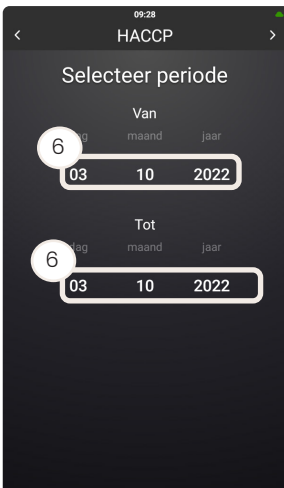 09:28
< HACCP >
Selecteer periode
Van
6
dag maand jaar
03 10 2022
Tot
6
dag maand jaar
03 10 2022